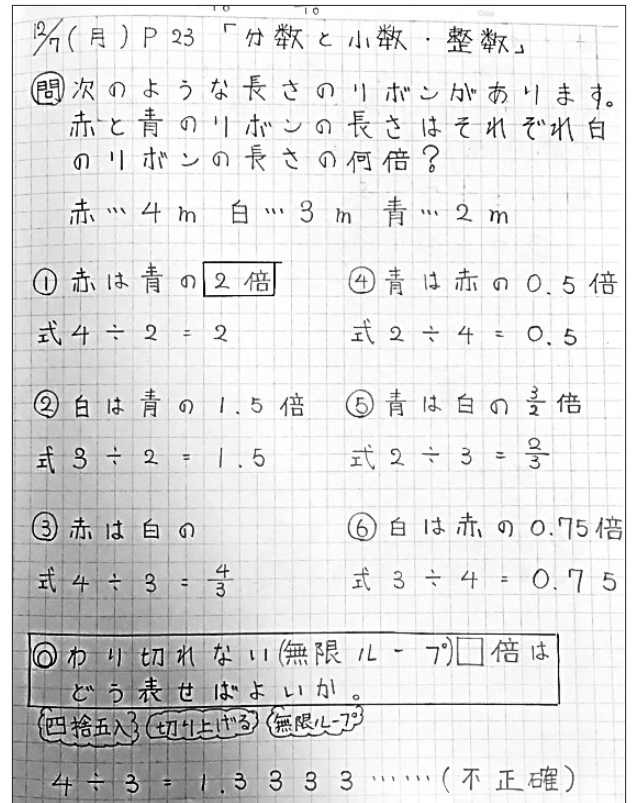 12/7(月) P 23 「分数と小数・整数」
問 次のような長さのリボンがあります。
赤と青のリボンの長さはそれぞれ白
のリボンの長さの何倍?
赤…4m 白…3m 青…2m
① 赤は青の 2倍
式 4÷2=2
② 白は青の1.5倍
式 3÷2=1.5
③ 赤は白の
式 4÷3=4/3
④ 青は赤の0.5倍
式 2÷4=0.5
⑤ 青は白の3/2倍
式 2÷3=2/3
⑥ 白は赤の0.75倍
式 3÷4=0.75
◎ わり切れない(無限ループ)□倍は
どう表せばよいか。
四捨五入 切り上げる 無限ループ
4÷3=1.3333……(不正確)